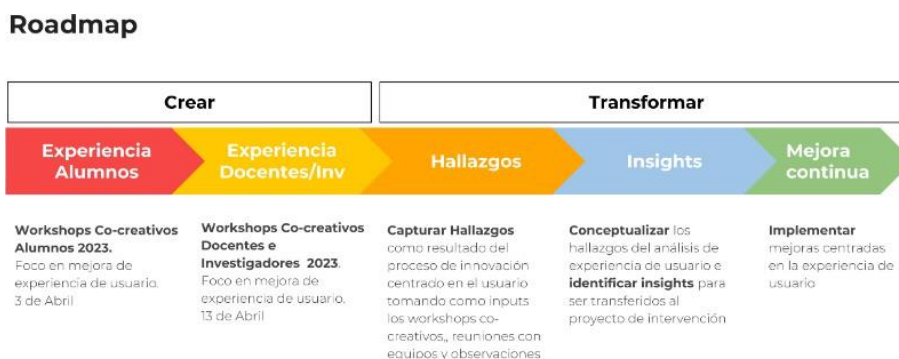 Roadmap
Crear
Transformar
Experiencia
Alumnos
Experiencia
Docentes/Inv
Hallazgos
Insights
Mejora
continua
Workshops Co-creativos
Alumnos 2023.
Foco en mejora de
experiencia de usuario.
3 de Abril
Workshops Co-creativos
Docentes e
Investigadores 2023.
Foco en mejora de
experiencia de usuario.
13 de Abril
Capturar Hallazgos
como resultado del
proceso de innovación
centrado en el usuario
tomando como inputs
los workshops co-
creativos,, reuniones con
equipos y observaciones
Conceptualizar los
hallazgos del análisis de
experiencia de usuario e
identificar insights para
ser transferidos al
proyecto de intervención
Implementar
mejoras centradas
en la experiencia de
usuario